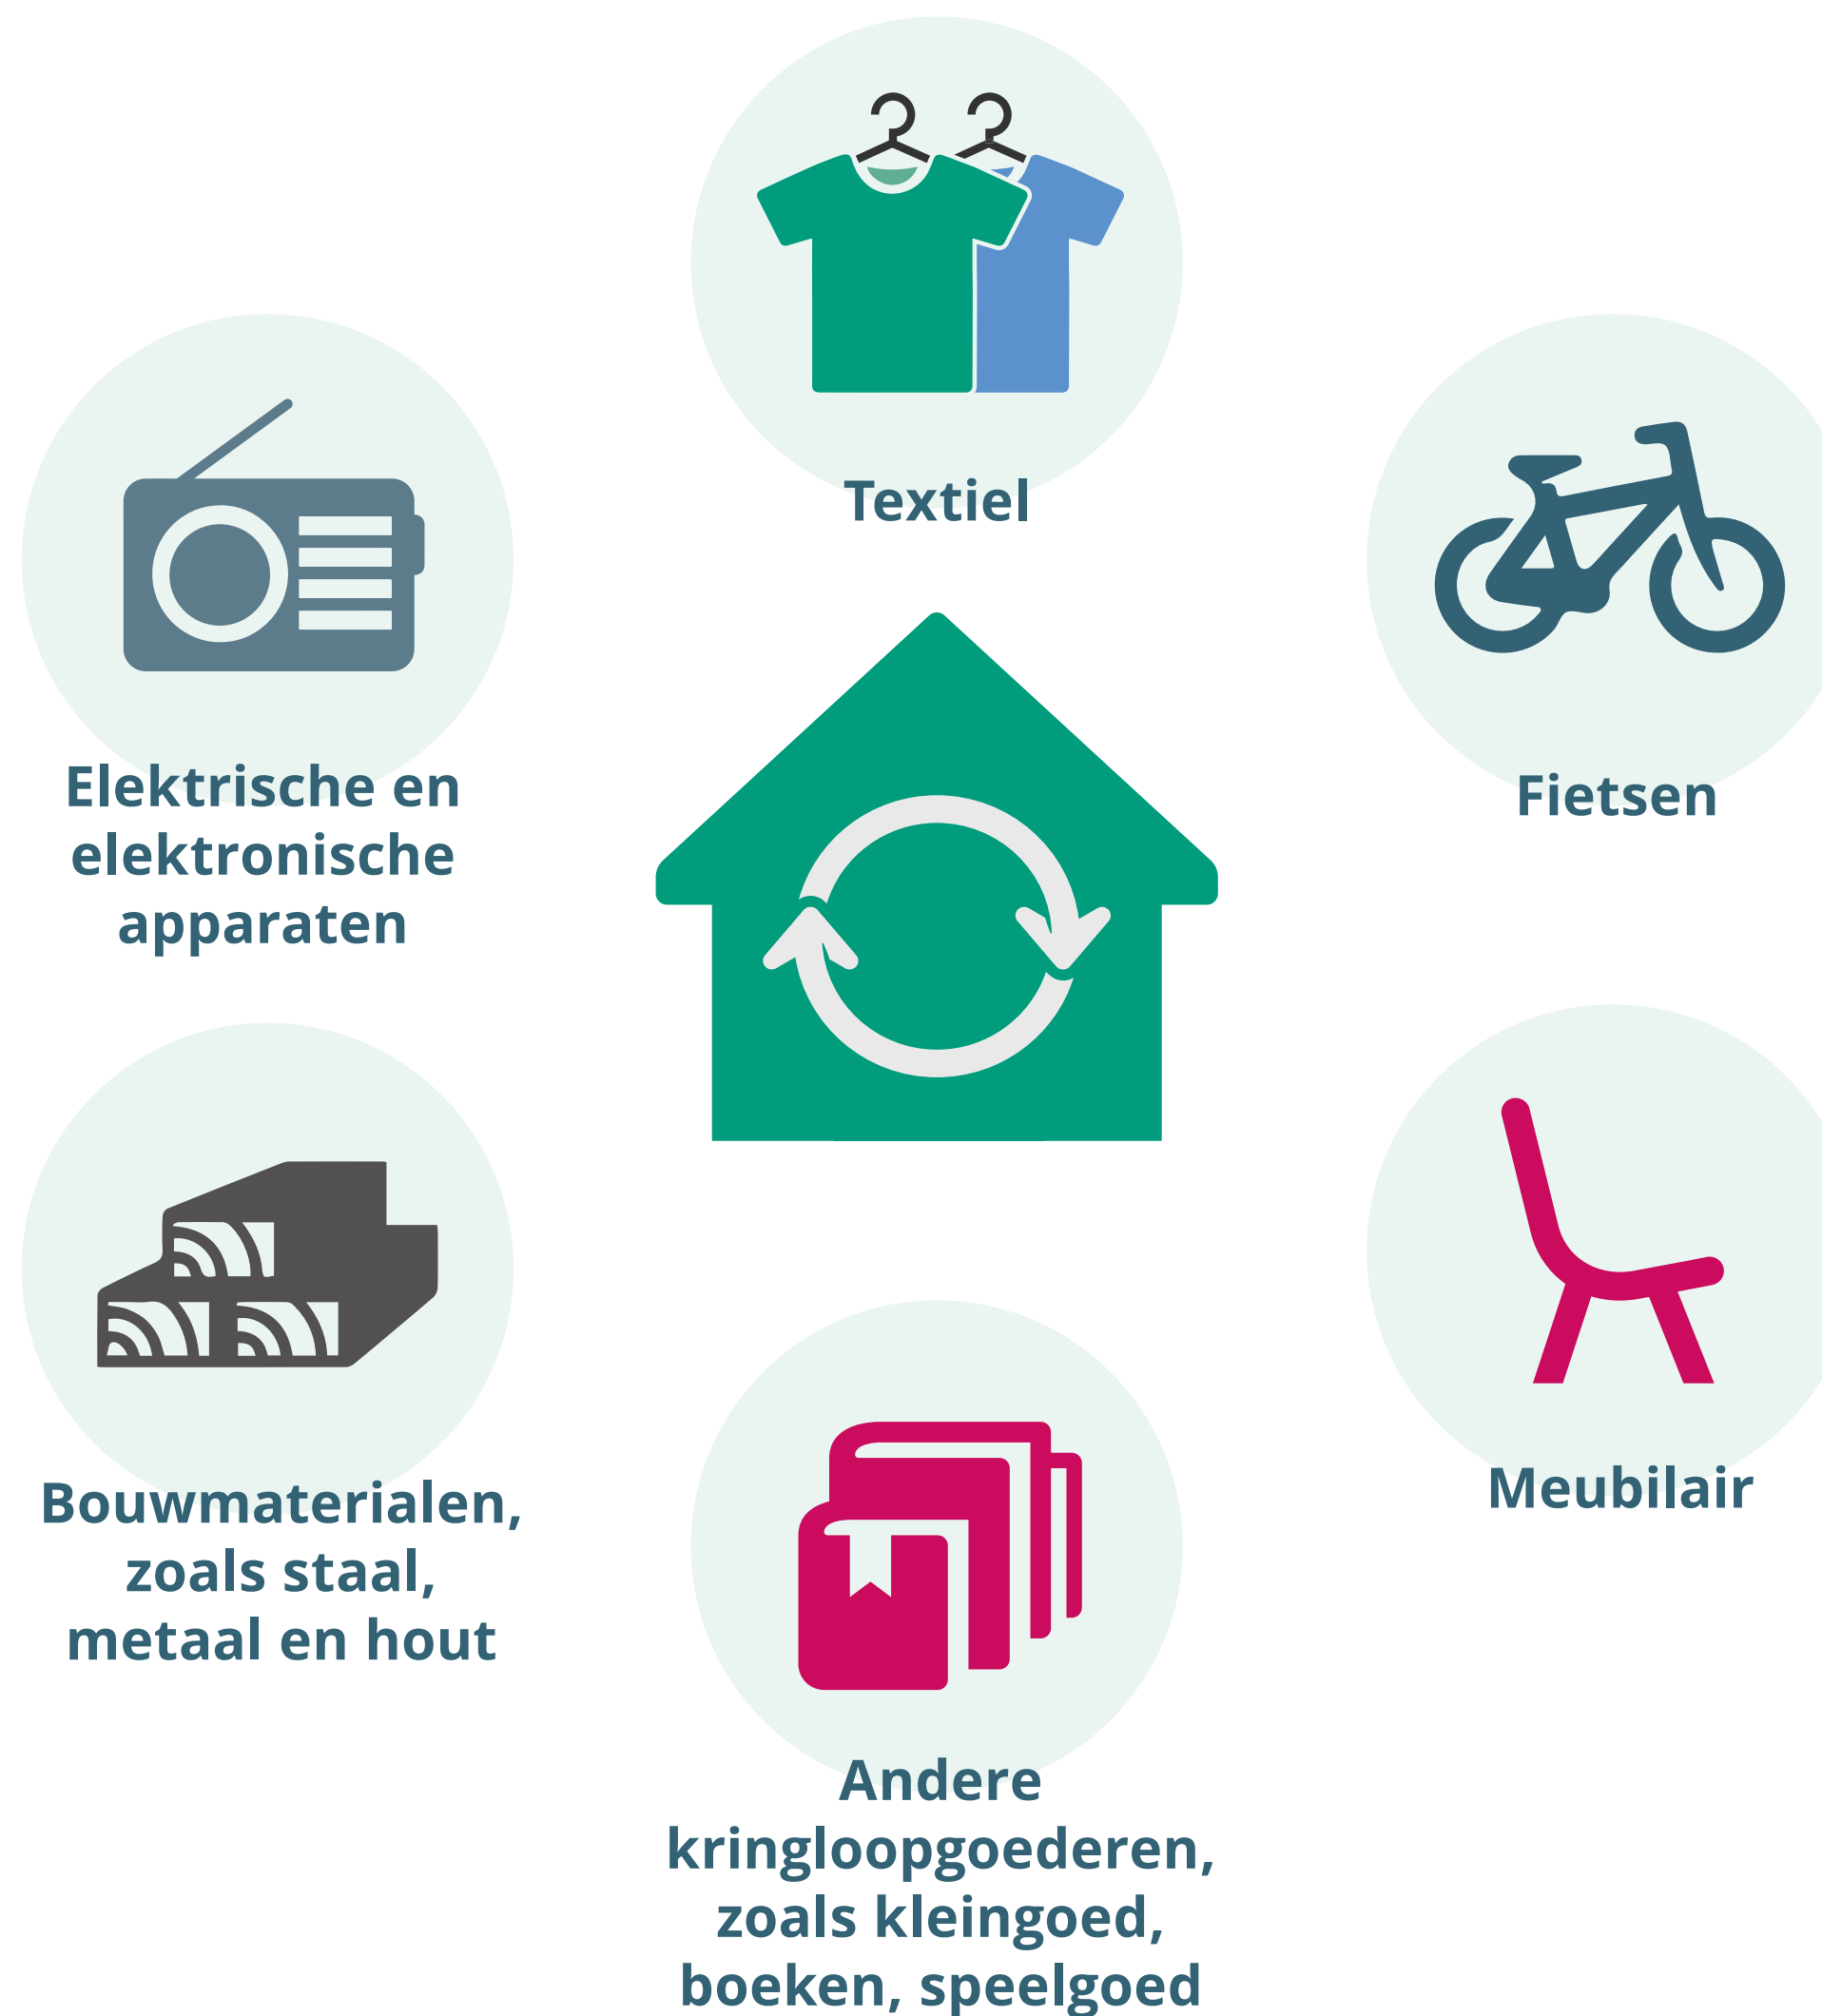 Textiel
Elektrische en
elektronische
apparaten
Fietsen
Bouwmaterialen,
zoals staal,
metaal en hout
Meubilair
Andere
kringloopgoederen,
zoals kleingoed,
boeken, speelgoed